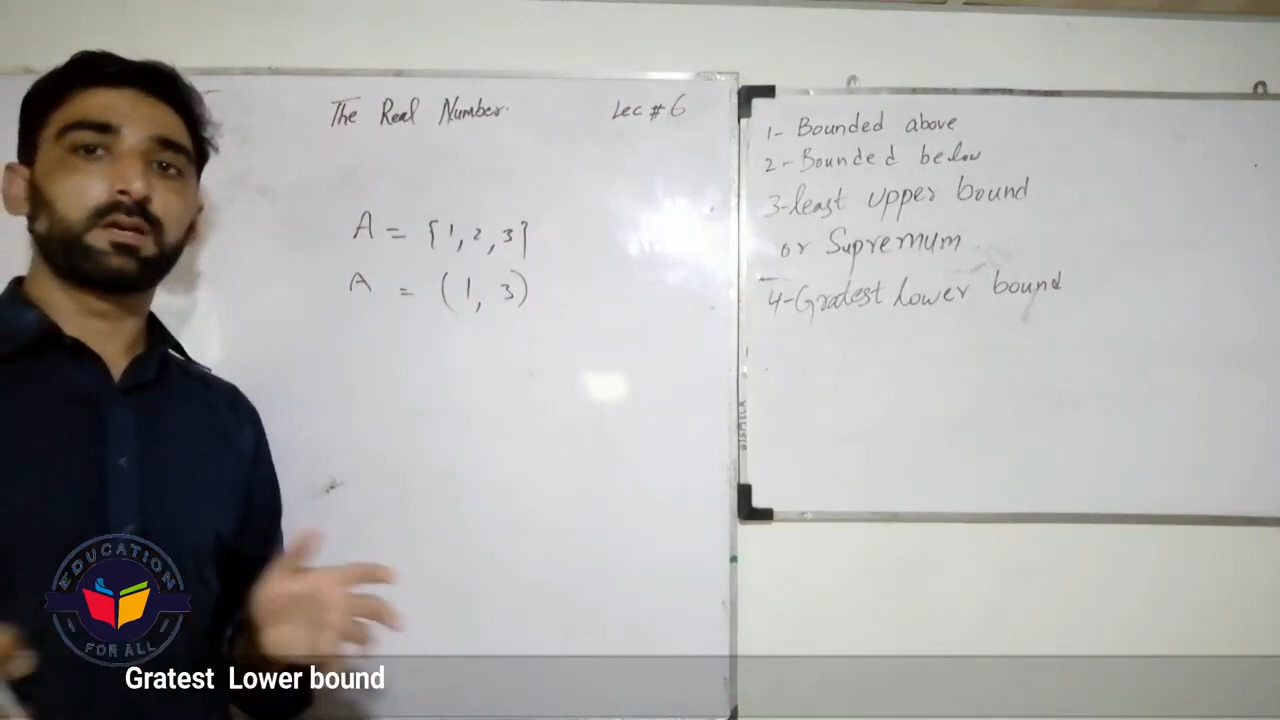 The Real Number. Lec # 6
A = {1, 2, 3}
A = (1, 3)
1- Bounded above
2- Bounded below
3- least upper bound
or Supremum
4- Gratest Lower bound
BISMILA
EDUCATION
FOR ALL
Gratest Lower bound